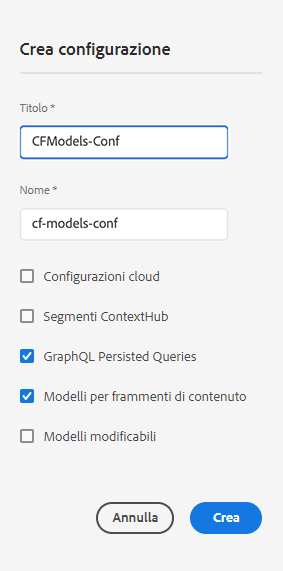 Crea configurazione
Titolo *
CFModels-Conf
Nome *
cf-models-conf
Configurazioni cloud
Segmenti ContextHub
GraphQL Persisted Queries
Modelli per frammenti di contenuto
Modelli modificabili
Annulla
Crea